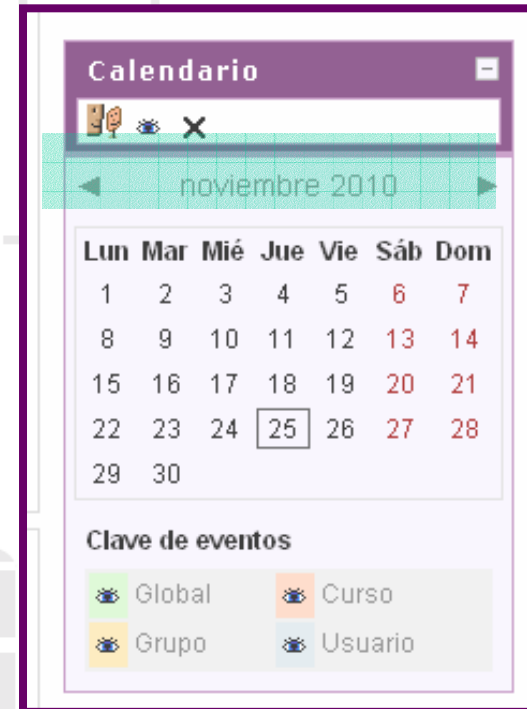 Calendario
noviembre 2010
Lun Mar Mié Jue Vie Sáb Dom
1 2 3 4 5 6 7
8 9 10 11 12 13 14
15 16 17 18 19 20 21
22 23 24 25 26 27 28
29 30
Clave de eventos
Global Curso
Grupo Usuario